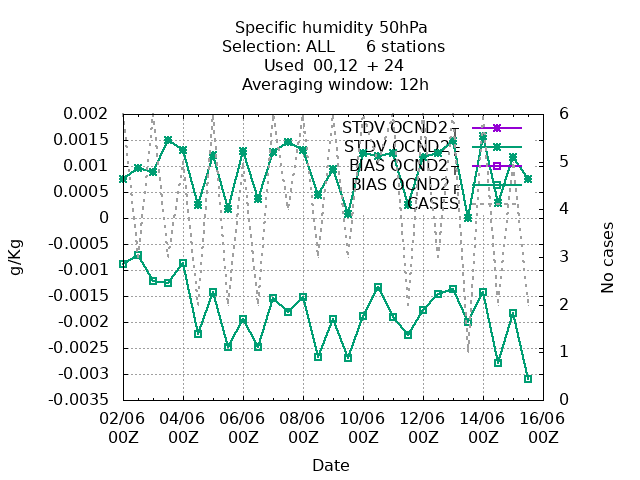 Specific humidity 50hPa
Selection: ALL 6 stations
Used 00,12 + 24
Averaging window: 12h
0.002
0.0015
0.001
0.0005
0
-0.0005
-0.001
-0.0015
-0.002
-0.0025
-0.003
-0.0035
g/Kg
6
5
4
3
2
1
0
No cases
STDV OCND2
STDV OCND2
BIAS OCND2
BIAS OCND2
CASES
02/06 04/06 06/06 08/06 10/06 12/06 14/06 16/06
00Z 00Z 00Z 00Z 00Z 00Z 00Z 00Z
Date